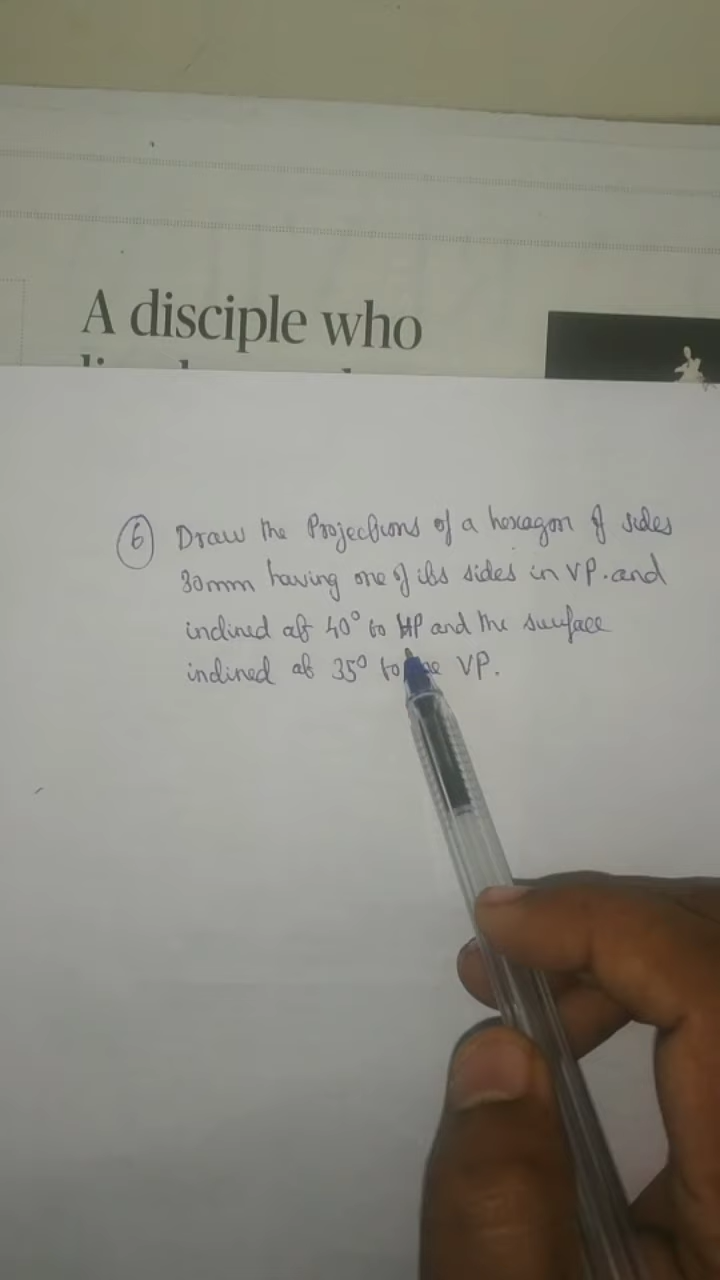 A disciple who
6 Draw the Projections of a hexagon of sides
30mm having one of its sides in VP. and
inclined at 40° to HP and the surface
inclined at 35° to VP.